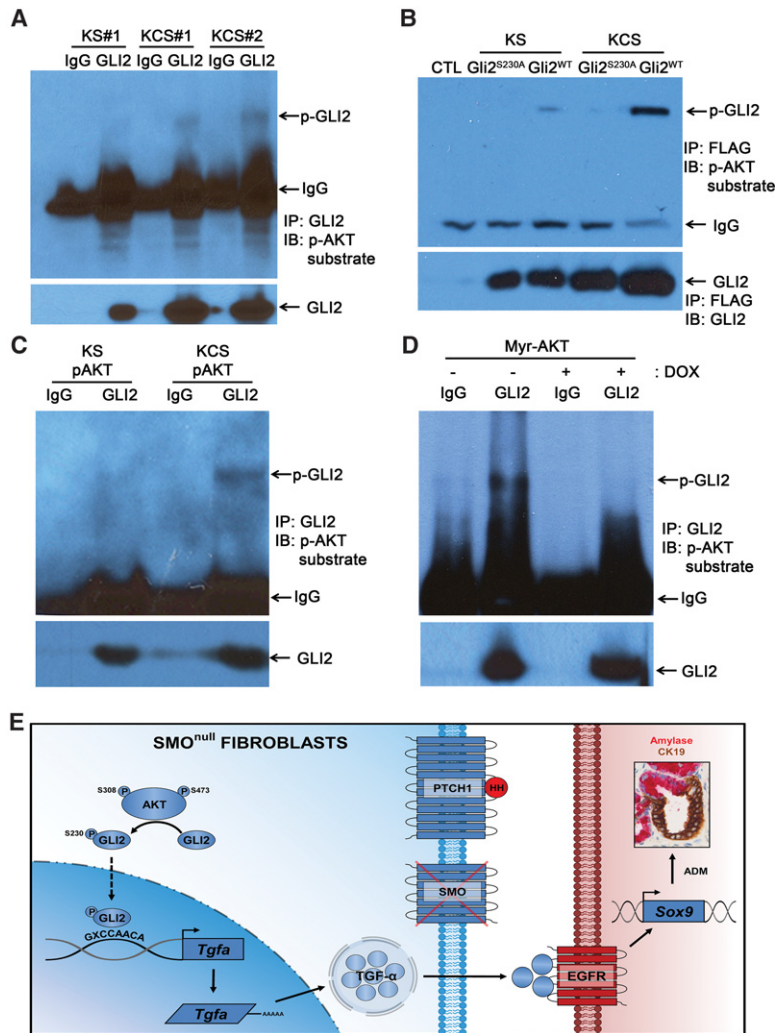 A
KS#1 KCS#1 KCS#2
IgG GLI2 IgG GLI2 IgG GLI2
p-GLI2
IgG
IP: GLI2
IB: p-AKT
substrate
GLI2
B
KS KCS
CTL Gli2S230A Gli2WT Gli2S230A Gli2WT
p-GLI2
IP: FLAG
IB: p-AKT
substrate
IgG
GLI2
IP: FLAG
IB: GLI2
C
KS KCS
pAKT pAKT
IgG GLI2 IgG GLI2
p-GLI2
IP: GLI2
IB: p-AKT
substrate
IgG
GLI2
D
Myr-AKT
- - + + : DOX
IgG GLI2 IgG GLI2
p-GLI2
IP: GLI2
IB: p-AKT
substrate
IgG
GLI2
E
SMOnull FIBROBLASTS
S308 P P S473
AKT
S230 P
GLI2 GLI2
P
GLI2
GXCCAACA
Tgfa
Tgfa
AAAAA
TGF-α
PTCH1 HH
SMO
EGFR
Amylase
CK19
ADM
Sox9